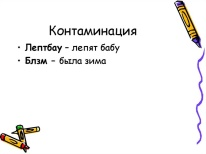 Контаминация
• Лептбау – лепят бабу
• Блзм – была зима